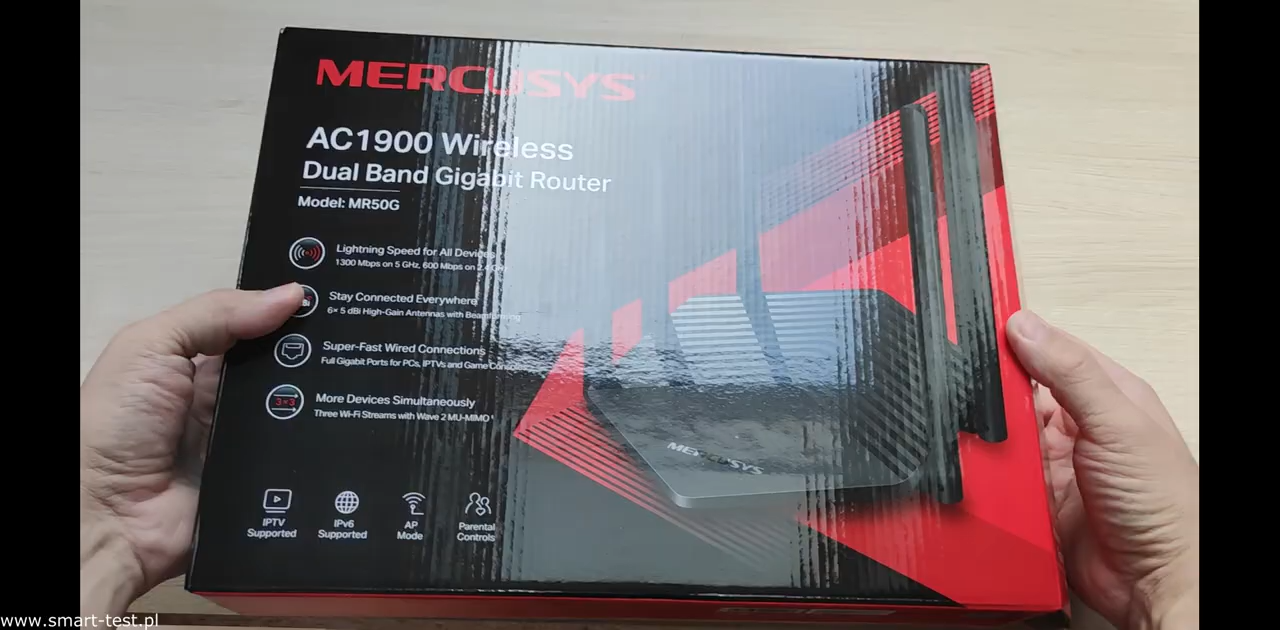 MERCUSYS
AC1900 Wireless
Dual Band Gigabit Router
Model: MR50G
Lightning Speed for All Devices
1300 Mbps on 5 GHz, 600 Mbps on 2.4 GHz
Stay Connected Everywhere
6× 5 dBi High-Gain Antennas with Beamforming
Super-Fast Wired Connections
Full Gigabit Ports for PCs, IPTVs and Game Consoles
3×3
More Devices Simultaneously
Three Wi-Fi Streams with Wave 2 MU-MIMO
MERCUSYS
IPTV Supported
IPv6 Supported
AP Mode
Parental Controls
www.smart-test.pl